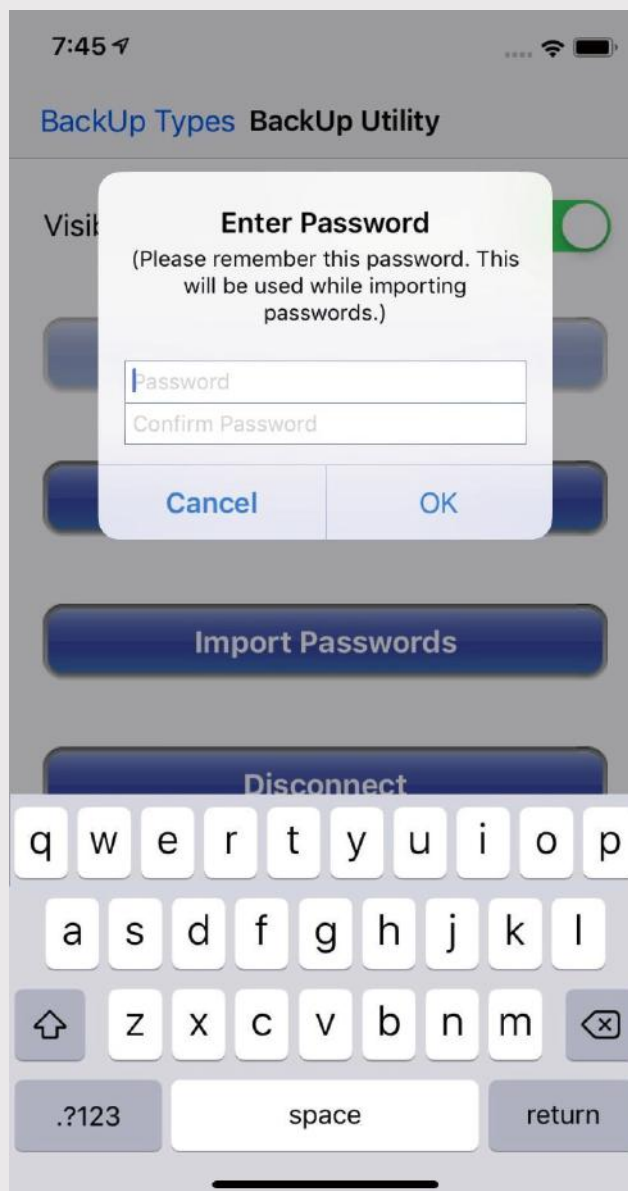 7:45
BackUp Types BackUp Utility
Visib
Enter Password
(Please remember this password. This
will be used while importing
passwords.)
Password
Confirm Password
Cancel OK
Import Passwords
Disconnect
q w e r t y u i o p
a s d f g h j k l
z x c v b n m
.?123 space return